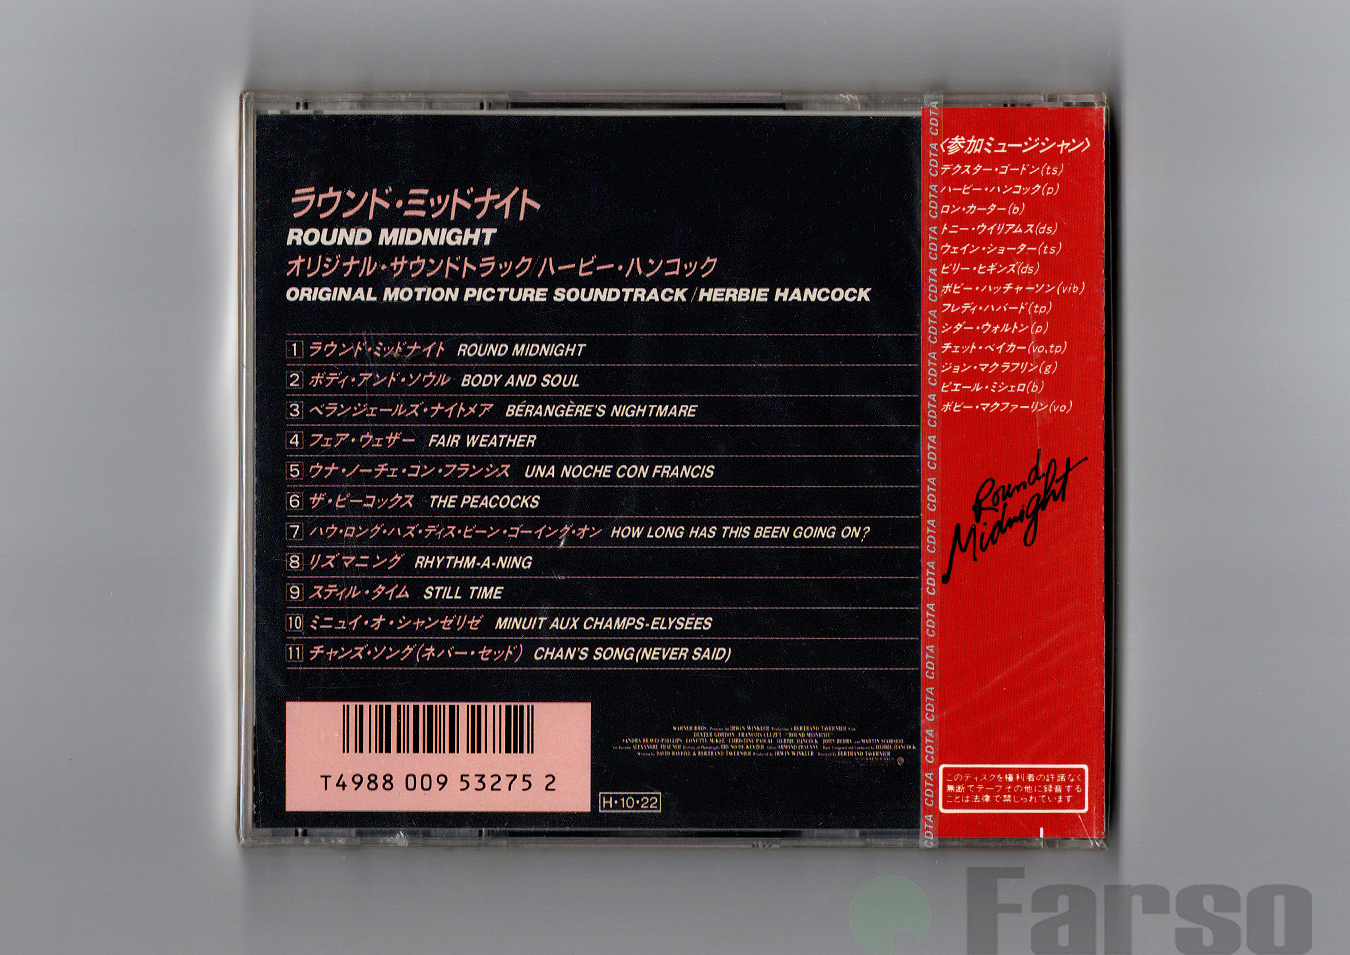 ラウンド・ミッドナイト
ROUND MIDNIGHT
オリジナル・サウンドトラック/ハービー・ハンコック
ORIGINAL MOTION PICTURE SOUNDTRACK/HERBIE HANCOCK
1 ラウンド・ミッドナイト ROUND MIDNIGHT
2 ボディ・アンド・ソウル BODY AND SOUL
3 ベランジェールズ・ナイトメア BÉRANGÈRE'S NIGHTMARE
4 フェア・ウェザー FAIR WEATHER
5 ウナ・ノーチェ・コン・フランシス UNA NOCHE CON FRANCIS
6 ザ・ピーコックス THE PEACOCKS
7 ハウ・ロング・ハズ・ディス・ビーン・ゴーイング・オン HOW LONG HAS THIS BEEN GOING ON?
8 リズマニング RHYTHM-A-NING
9 スティル・タイム STILL TIME
10 ミニュイ・オ・シャンゼリゼ MINUIT AUX CHAMPS-ELYSÉES
11 チャンズ・ソング(ネバー・セッド) CHAN'S SONG(NEVER SAID)
T4988 009 53275 2
H・10・22
CDTA CDTA CDTA CDTA CDTA CDTA CDTA CDTA CDTA CDTA CDTA CDTA CDTA CDTA CDTA CDTA CDTA CDTA
〈参加ミュージシャン〉
デクスター・ゴードン(ts)
ハービー・ハンコック(p)
ロン・カーター(b)
トニー・ウイリアムス(ds)
ウェイン・ショーター(ts)
ビリー・ヒギンズ(ds)
ボビー・ハッチャーソン(vib)
フレディ・ハバード(tp)
シダー・ウォルトン(p)
チェット・ベイカー(vo,tp)
ジョン・マクラフリン(g)
ピエール・ミシェロ(b)
ボビー・マクファーリン(vo)
Round
Midnight
このディスクを権利者の許諾なく
無断でテープその他に録音する
ことは法律で禁じられています
Farso